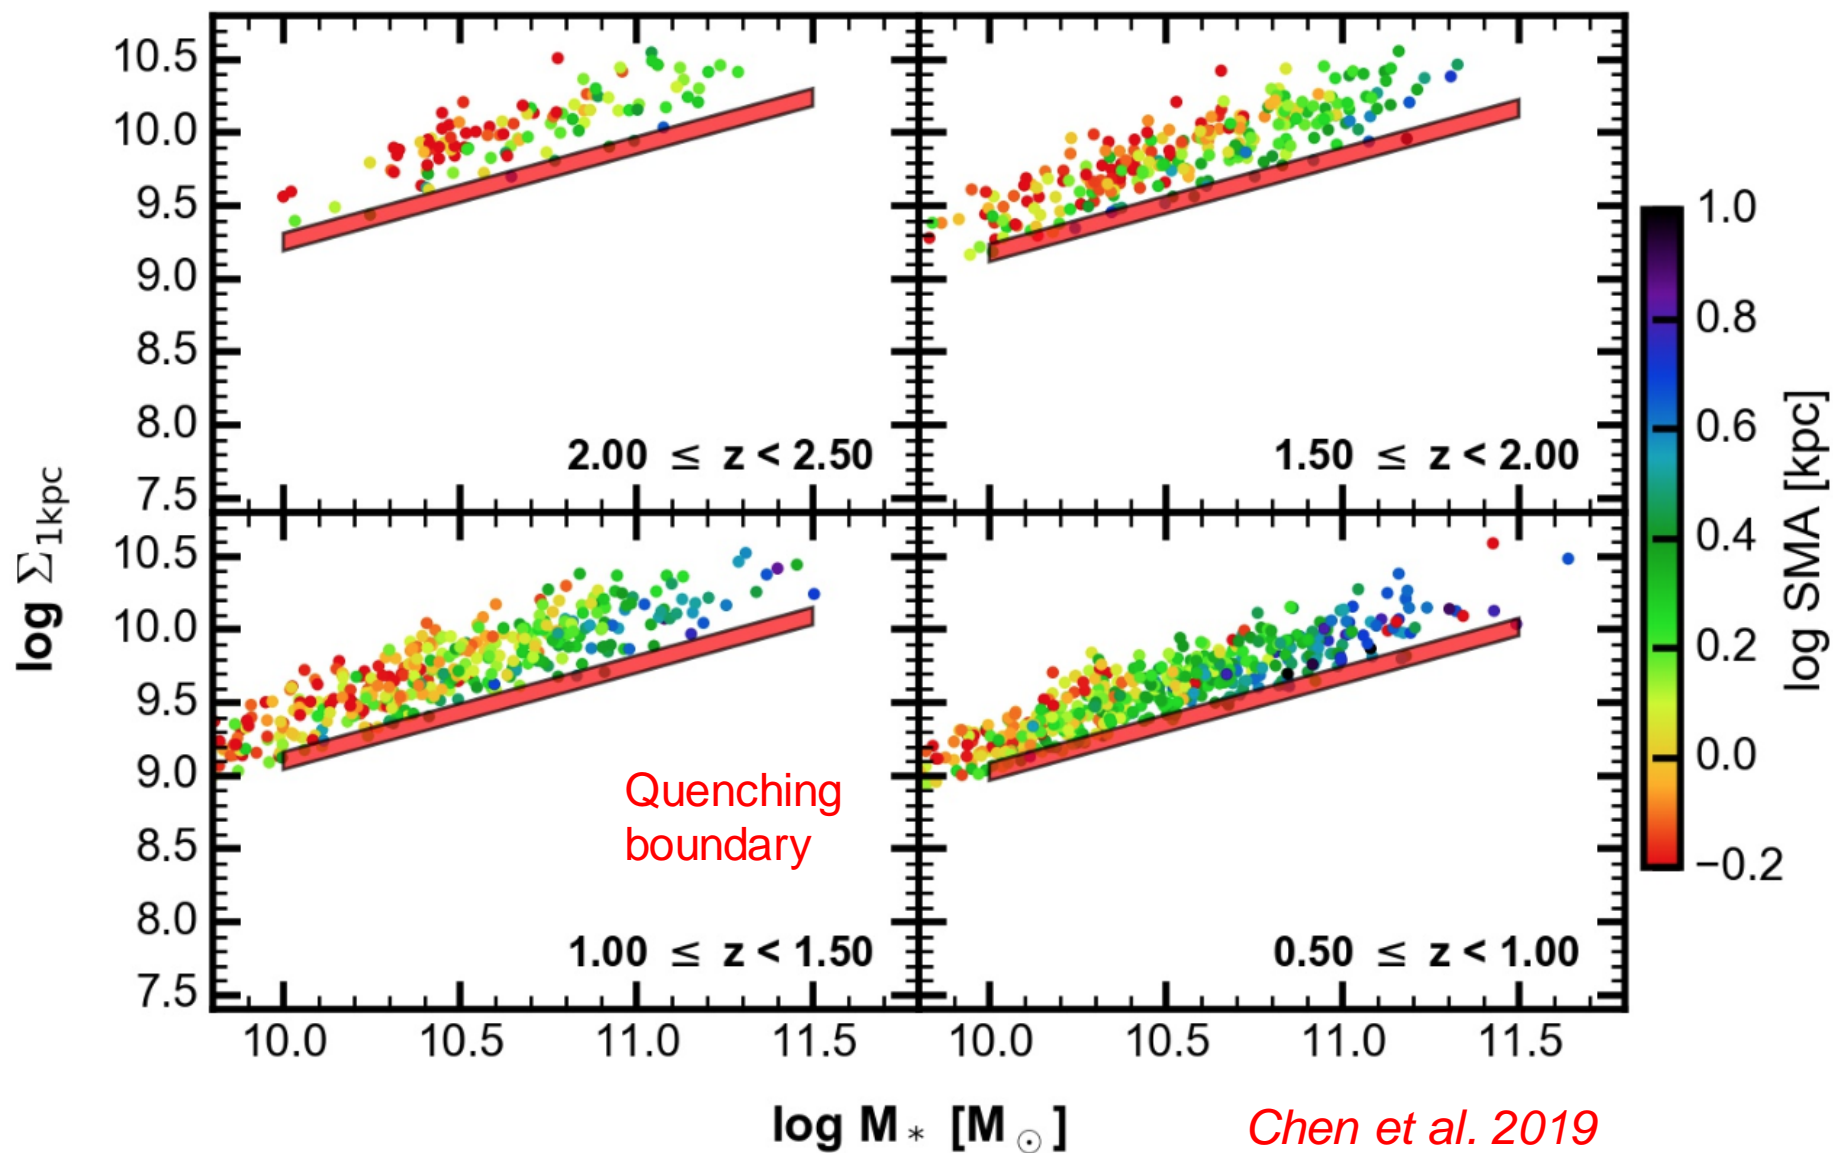 10.5
10.0
9.5
9.0
8.5
8.0
7.5
2.00 ≤ z < 2.50
1.50 ≤ z < 2.00
10.5
10.0
9.5
9.0
8.5
8.0
7.5
Quenching
boundary
1.00 ≤ z < 1.50
0.50 ≤ z < 1.00
10.0 10.5 11.0 11.5
10.0 10.5 11.0 11.5
log Σ1kpc
log M* [M⊙]
1.0
0.8
0.6
0.4
0.2
0.0
−0.2
log SMA [kpc]
Chen et al. 2019